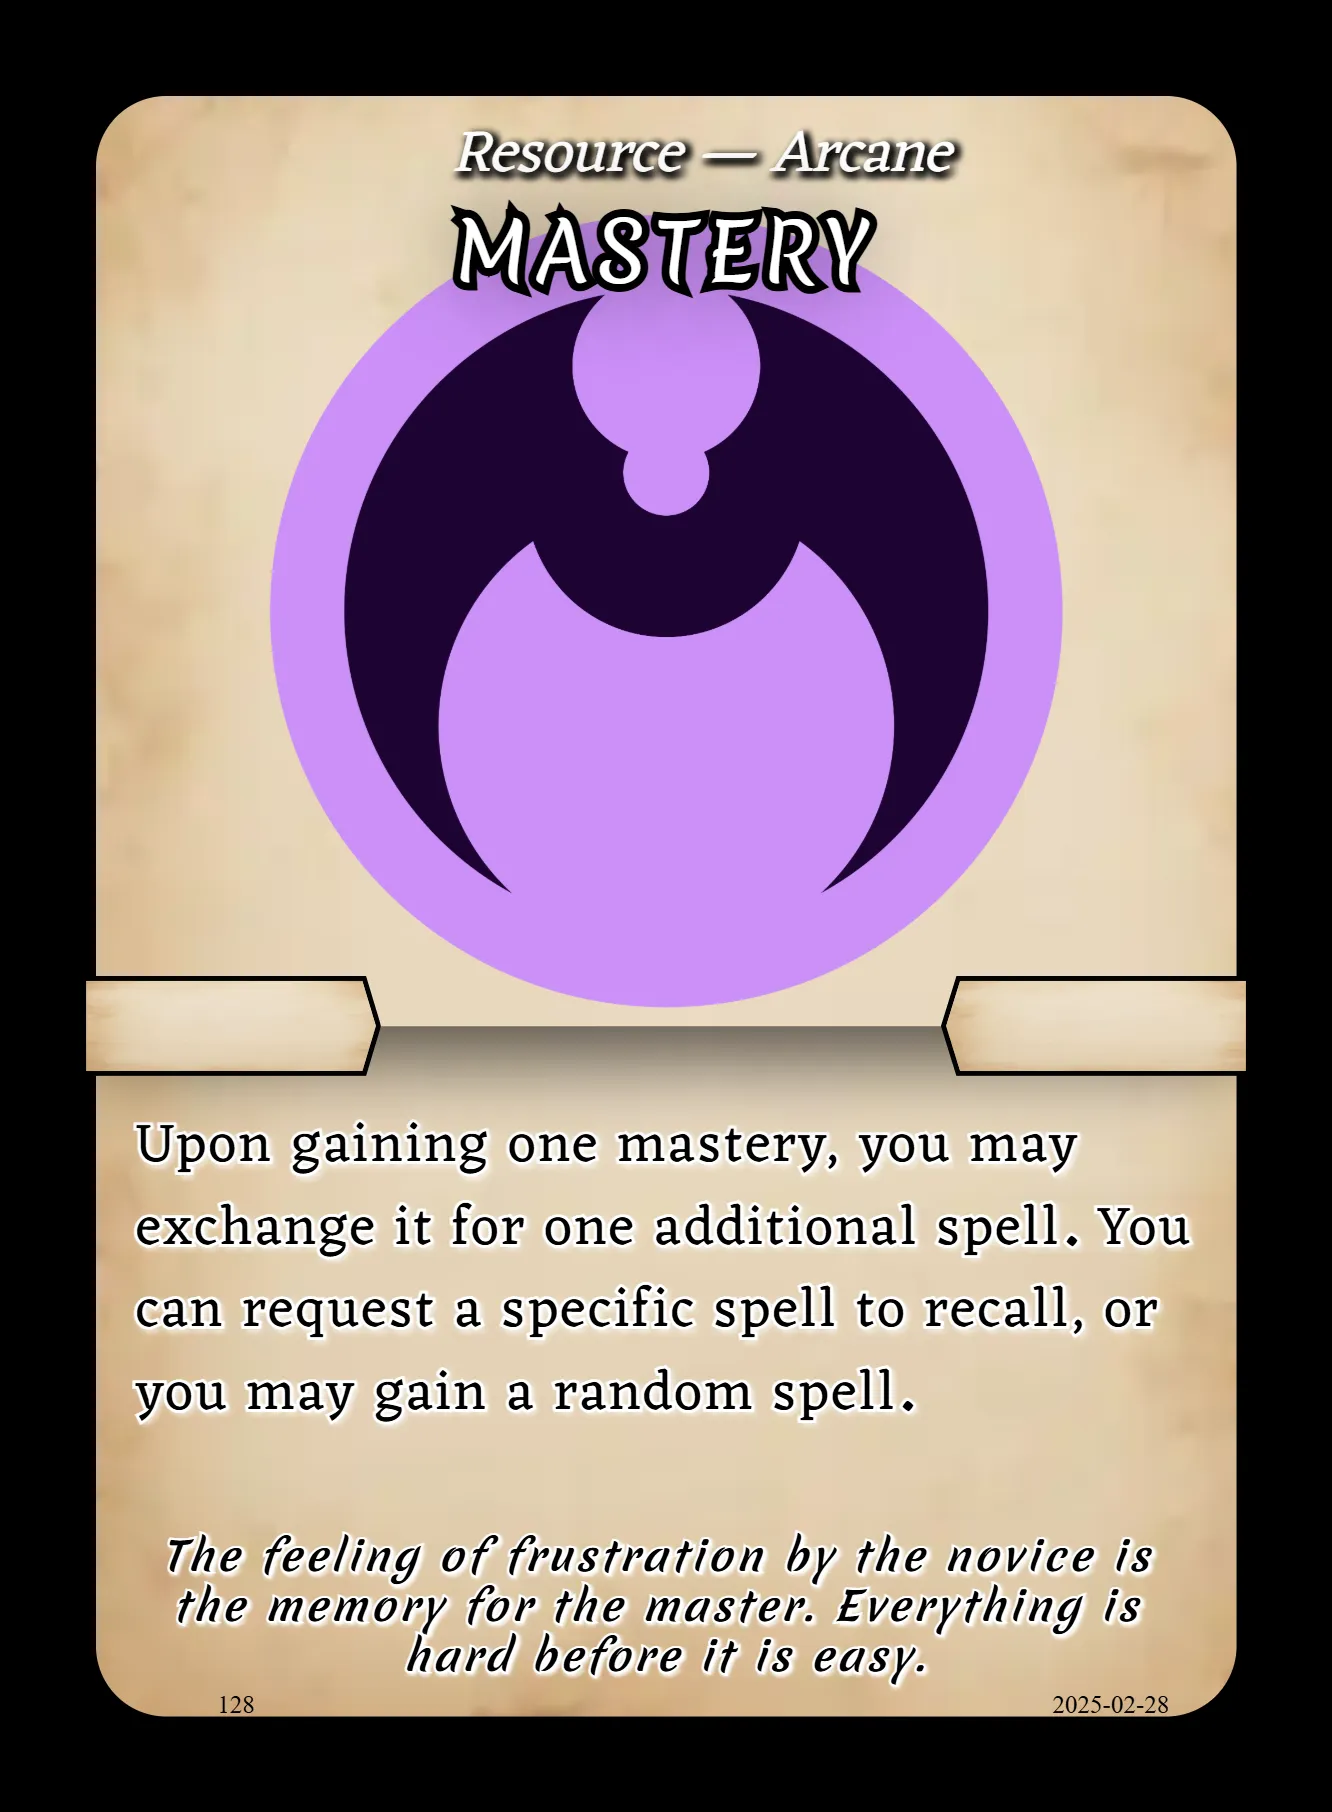 Resource — Arcane
MASTERY
Upon gaining one mastery, you may
exchange it for one additional spell. You
can request a specific spell to recall, or
you may gain a random spell.
The feeling of frustration by the novice is
the memory for the master. Everything is
hard before it is easy.
128
2025-02-28